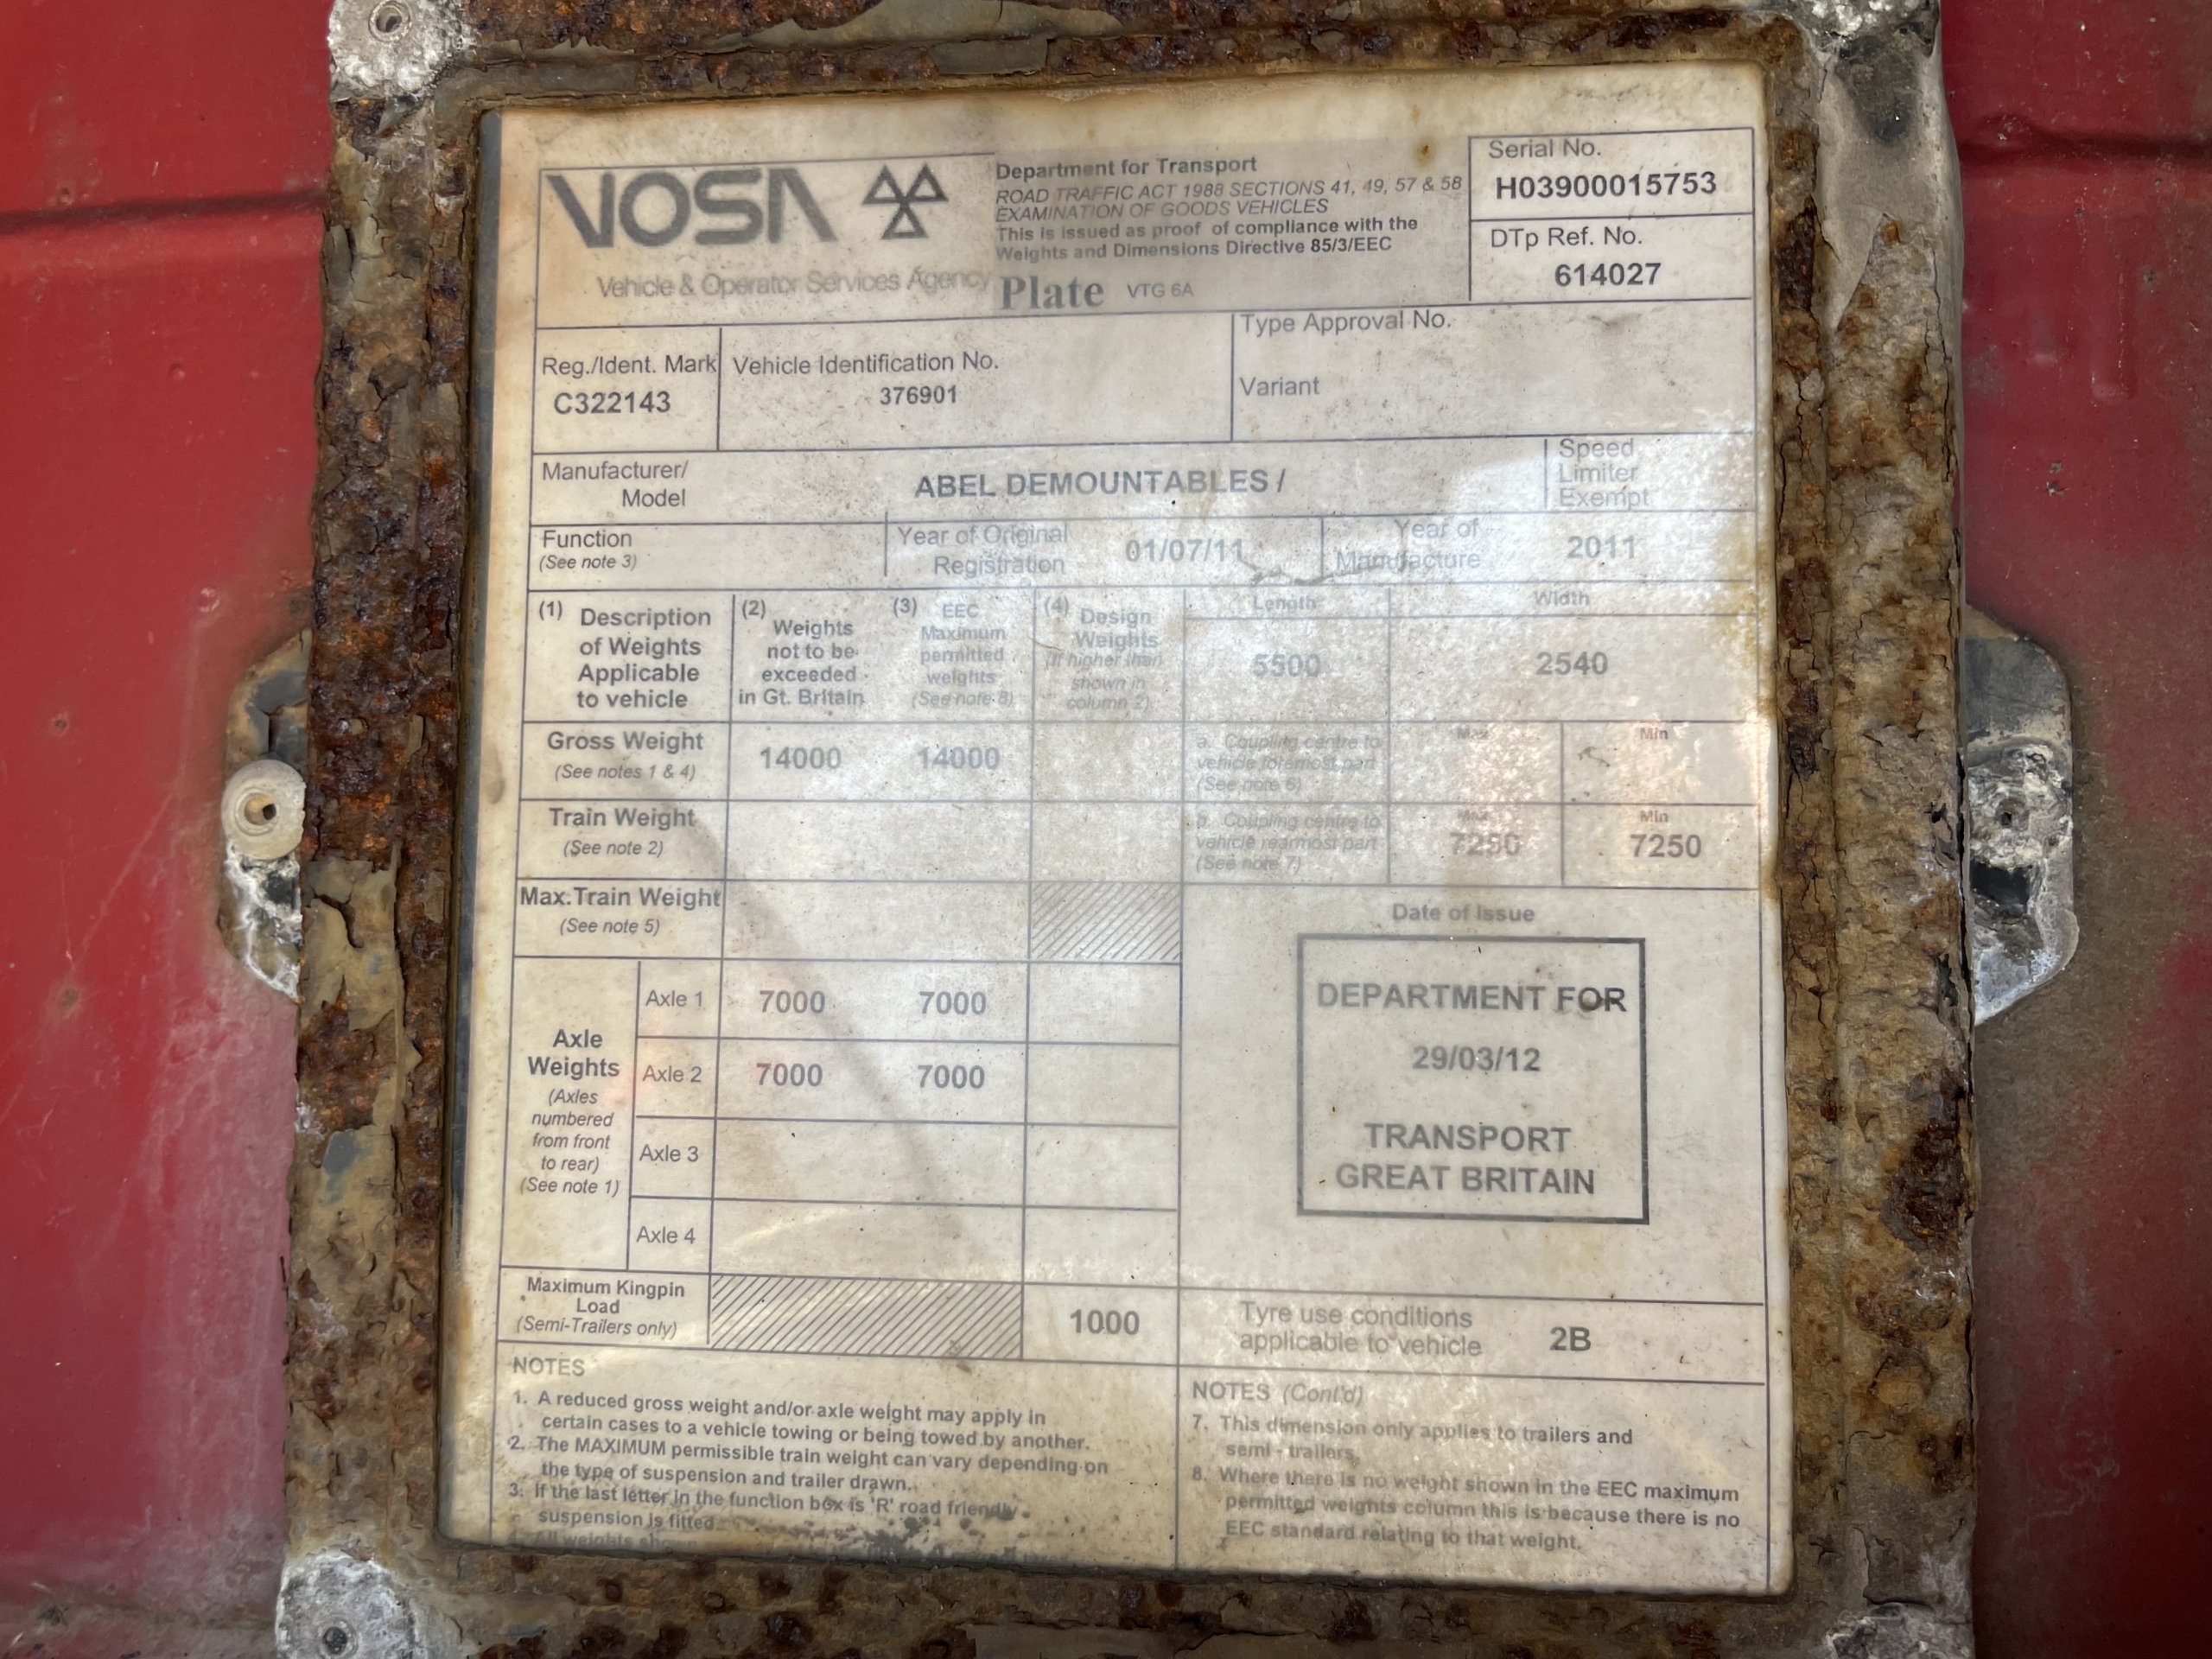 VOSA
Vehicle & Operator Services Agency
Department for Transport
ROAD TRAFFIC ACT 1988 SECTIONS 41, 49, 57 & 58
EXAMINATION OF GOODS VEHICLES
This is issued as proof of compliance with the
Weights and Dimensions Directive 85/3/EEC
Plate VTG 6A
Serial No.
H03900015753
DTp Ref. No.
614027
Reg./Ident. Mark
C322143
Vehicle Identification No.
376901
Type Approval No.
Variant
Manufacturer/
Model
ABEL DEMOUNTABLES /
Speed
Limiter
Exempt
Function
(See note 3)
Year of Original
Registration
01/07/11
Year of
Manufacture
2011
(1) Description
of Weights
Applicable
to vehicle
(2) Weights
not to be
exceeded
in Gt. Britain
(3) EEC
Maximum
permitted
weights
(See note 8)
(4) Design
Weights
(If higher than
shown in
column 2)
Length
5500
Width
2540
Gross Weight
(See notes 1 & 4)
14000 14000
a. Coupling centre to
vehicle foremost part
(See note 6)
Max
Min
Train Weight
(See note 2)
b. Coupling centre to
vehicle rearmost part
(See note 7)
Max
7250
Min
7250
Max.Train Weight
(See note 5)
Axle
Weights
(Axles
numbered
from front
to rear)
(See note 1)
Axle 1 7000 7000
Axle 2 7000 7000
Axle 3
Axle 4
Date of Issue
DEPARTMENT FOR
29/03/12
TRANSPORT
GREAT BRITAIN
Maximum Kingpin
Load
(Semi-Trailers only)
1000
Tyre use conditions
applicable to vehicle
2B
NOTES
1. A reduced gross weight and/or axle weight may apply in
certain cases to a vehicle towing or being towed by another.
2. The MAXIMUM permissible train weight can vary depending on
the type of suspension and trailer drawn.
3. If the last letter in the function box is 'R' road friendly
suspension is fitted.
4. All weights shown
NOTES (Cont'd)
7. This dimension only applies to trailers and
semi - trailers.
8. Where there is no weight shown in the EEC maximum
permitted weights column this is because there is no
EEC standard relating to that weight.